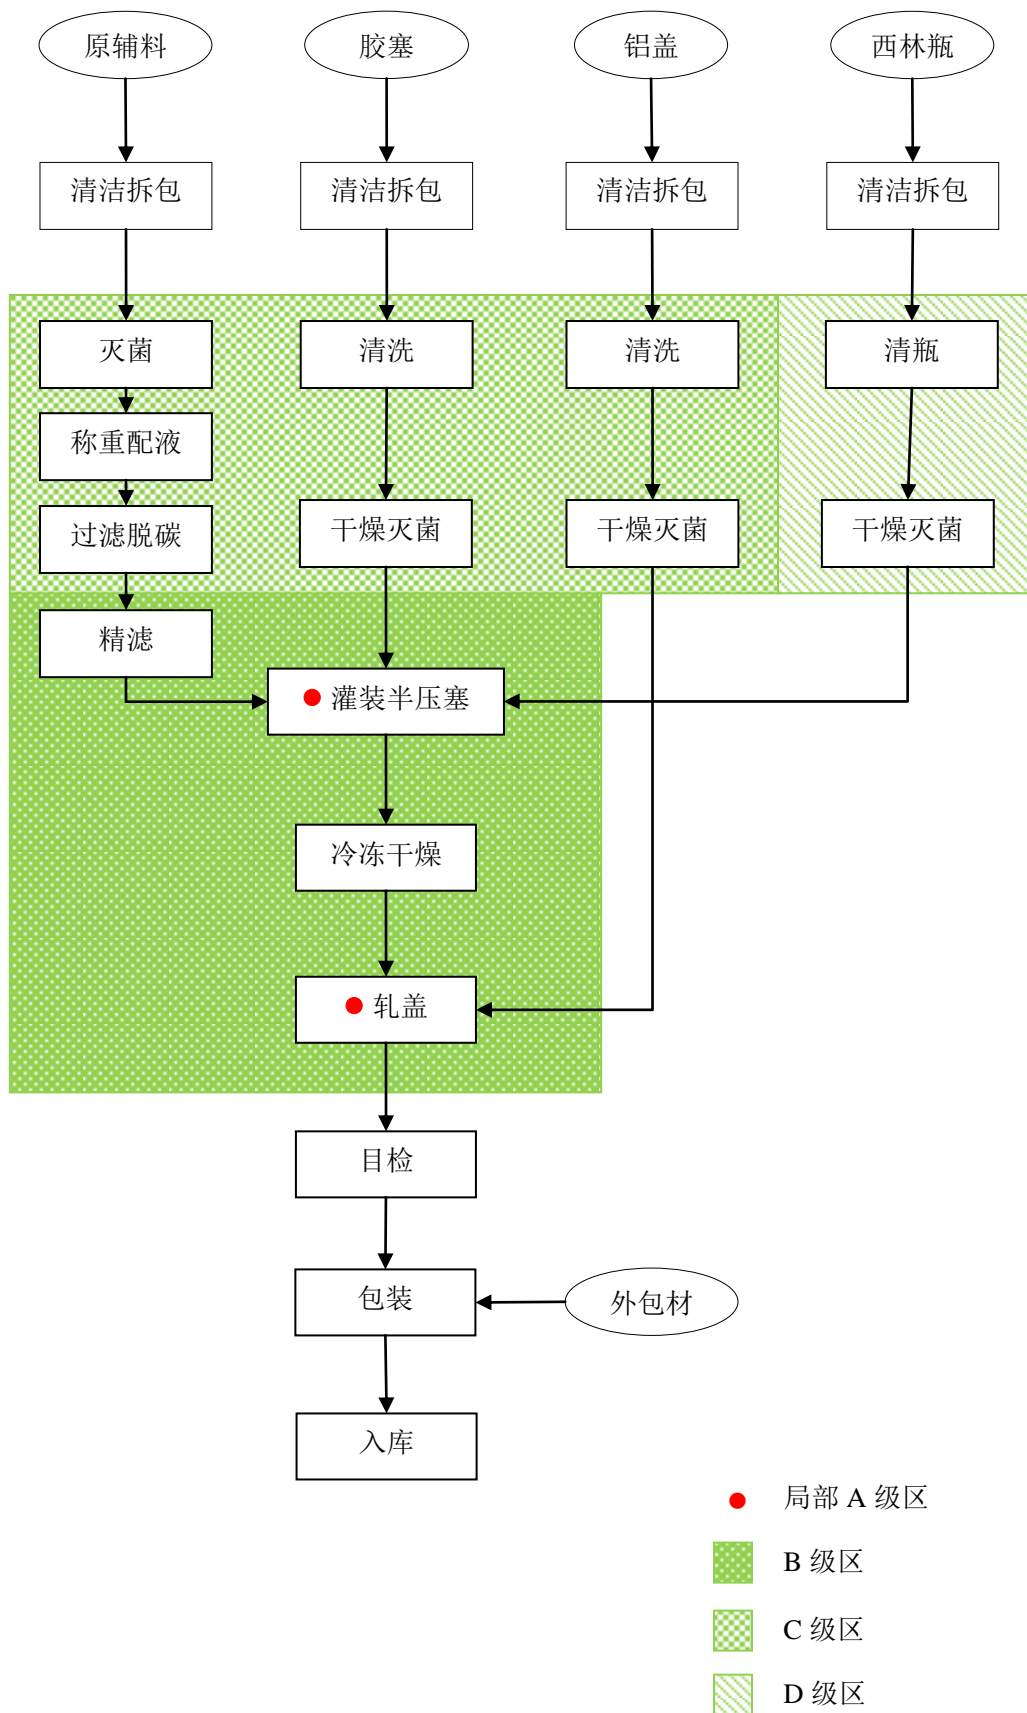 原辅料
胶塞
铝盖
西林瓶
清洁拆包
清洁拆包
清洁拆包
清洁拆包
灭菌
清洗
清洗
清瓶
称重配液
过滤脱碳
干燥灭菌
干燥灭菌
干燥灭菌
精滤
灌装半压塞
冷冻干燥
轧盖
目检
包装
外包材
入库
局部 A 级区
B 级区
C 级区
D 级区